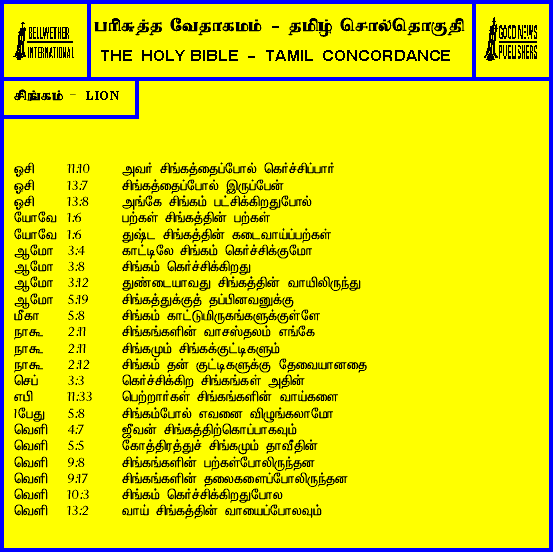 BELLWETHER
INTERNATIONAL
பரிசுத்த வேதாகமம் - தமிழ் சொல்தொகுதி
THE HOLY BIBLE - TAMIL CONCORDANCE
GOOD NEWS
PUBLISHERS
சிங்கம் - LION
ஓசி 11:10 அவர் சிங்கத்தைப்போல் கெர்ச்சிப்பார்
ஓசி 13:7 சிங்கத்தைப்போல் இருப்பேன்
ஓசி 13:8 அங்கே சிங்கம் பட்சிக்கிறதுபோல்
யோவே 1:6 பற்கள் சிங்கத்தின் பற்கள்
யோவே 1:6 துஷ்ட சிங்கத்தின் கடைவாய்ப்பற்கள்
ஆமோ 3:4 காட்டிலே சிங்கம் கெர்ச்சிக்குமோ
ஆமோ 3:8 சிங்கம் கெர்ச்சிக்கிறது
ஆமோ 3:12 துண்டையாவது சிங்கத்தின் வாயிலிருந்து
ஆமோ 5:19 சிங்கத்துக்குத் தப்பினவனுக்கு
மீகா 5:8 சிங்கம் காட்டுமிருகங்களுக்குள்ளே
நாகூ 2:11 சிங்கங்களின் வாசஸ்தலம் எங்கே
நாகூ 2:11 சிங்கமும் சிங்கக்குட்டிகளும்
நாகூ 2:12 சிங்கம் தன் குட்டிகளுக்கு தேவையானதை
செப் 3:3 கெர்ச்சிக்கிற சிங்கங்கள் அதின்
எபி 11:33 பெற்றார்கள் சிங்கங்களின் வாய்களை
1பேது 5:8 சிங்கம்போல் எவனை விழுங்கலாமோ
வெளி 4:7 ஜீவன் சிங்கத்திற்கொப்பாகவும்
வெளி 5:5 கோத்திரத்துச் சிங்கமும் தாவீதின்
வெளி 9:8 சிங்கங்களின் பற்கள்போலிருந்தன
வெளி 9:17 சிங்கங்களின் தலைகளைப்போலிருந்தன
வெளி 10:3 சிங்கம் கெர்ச்சிக்கிறதுபோல
வெளி 13:2 வாய் சிங்கத்தின் வாயைப்போலவும்